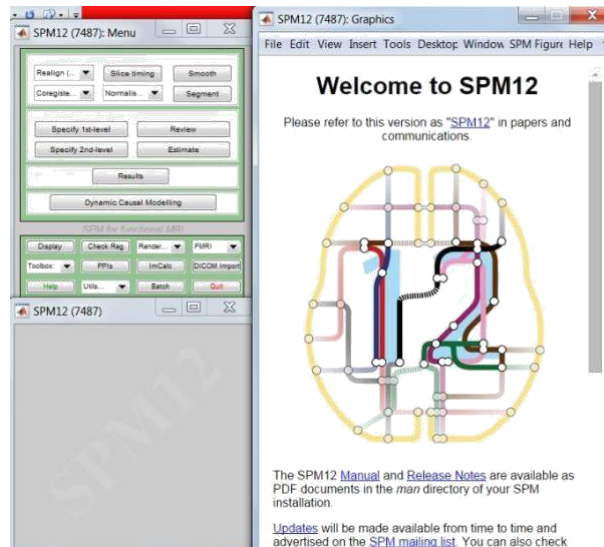 SPM12 (7487): Menu
Realign (... Slice timing Smooth
Coregiste... Normalis... Segment
Specify 1st-level Review
Specify 2nd-level Estimate
Results
Dynamic Causal Modelling
SPM for functional MRI
Display Check Reg Render... FMRI
Toolbox: PPIs ImCalc DICOM Import
Help Utils... Batch Quit
SPM12 (7487)
SPM12
SPM12 (7487): Graphics
File Edit View Insert Tools Desktop Window SPM Figure Help
Welcome to SPM12
Please refer to this version as "SPM12" in papers and
communications.
The SPM12 Manual and Release Notes are available as
PDF documents in the man directory of your SPM
installation.
Updates will be made available from time to time and
advertised on the SPM mailing list. You can also check